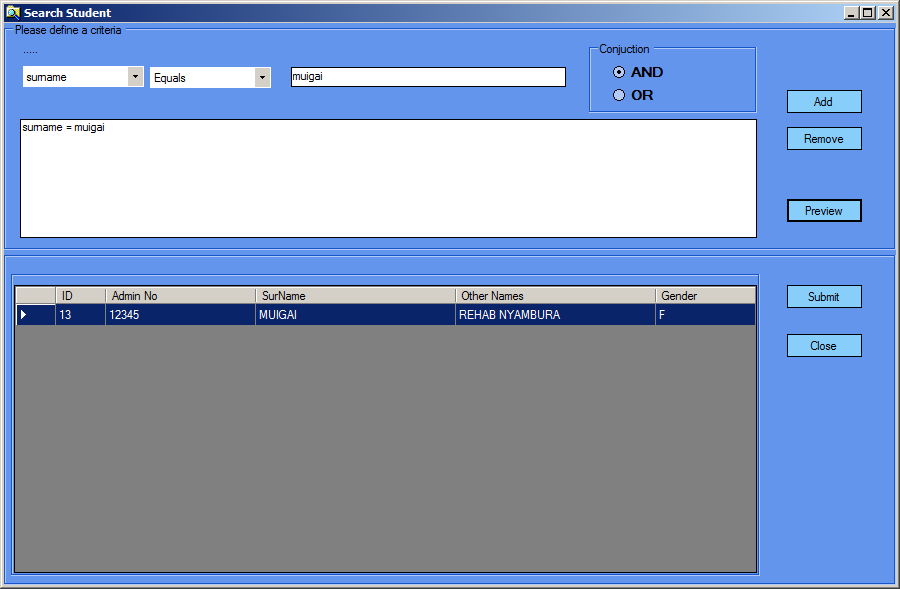 Search Student
Please define a criteria
.....
surname Equals muigai
Conjuction
AND
OR
Add
Remove
Preview
surname = muigai
ID Admin No SurName Other Names Gender
13 12345 MUIGAI REHAB NYAMBURA F
Submit
Close